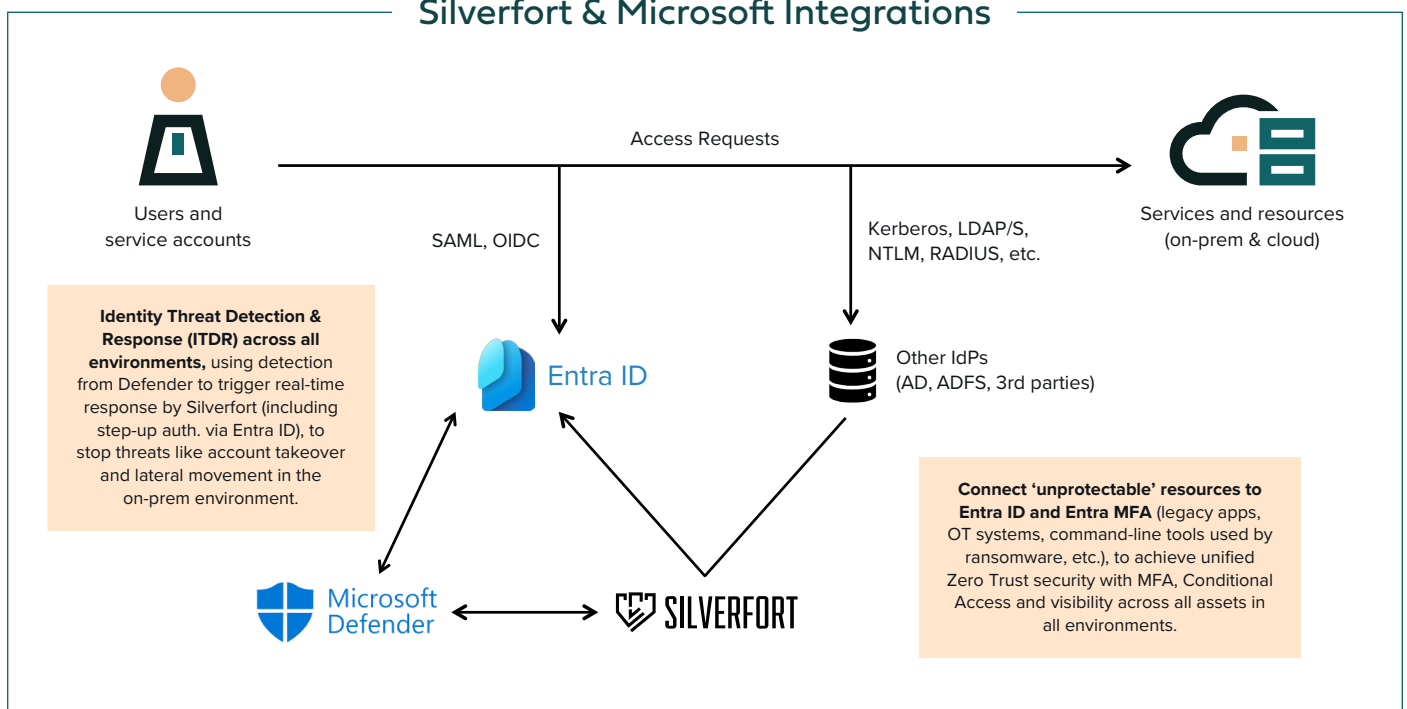 Silverfort & Microsoft Integrations
Access Requests
Users and
service accounts
Services and resources
(on-prem & cloud)
SAML, OIDC
Kerberos, LDAP/S,
NTLM, RADIUS, etc.
Identity Threat Detection &
Response (ITDR) across all
environments, using detection
from Defender to trigger real-time
response by Silverfort (including
step-up auth. via Entra ID), to
stop threats like account takeover
and lateral movement in the
on-prem environment.
Entra ID
Other IdPs
(AD, ADFS, 3rd parties)
Connect ‘unprotectable’ resources to
Entra ID and Entra MFA (legacy apps,
OT systems, command-line tools used by
ransomware, etc.), to achieve unified
Zero Trust security with MFA, Conditional
Access and visibility across all assets in
all environments.
Microsoft
Defender
SILVERFORT